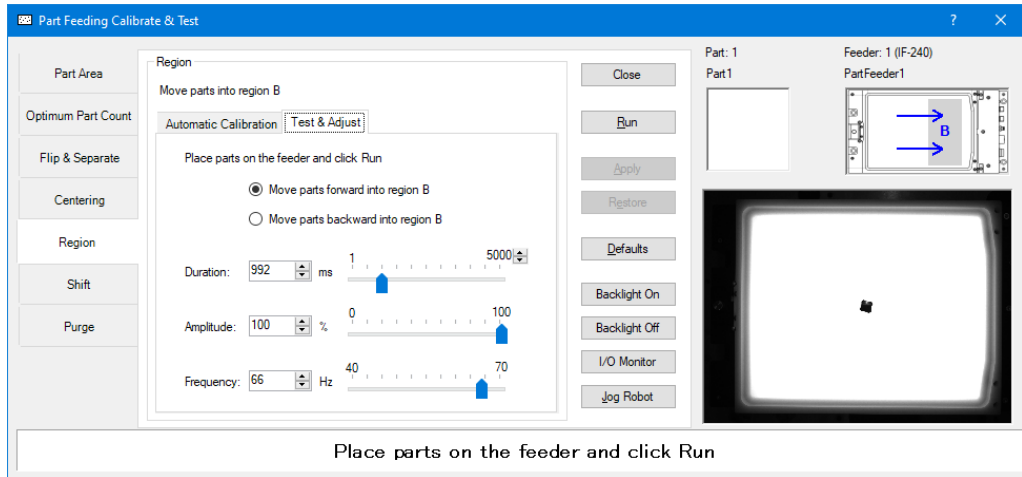 Part Feeding Calibrate & Test
?
Part Area
Optimum Part Count
Flip & Separate
Centering
Region
Shift
Purge
Region
Move parts into region B
Automatic Calibration
Test & Adjust
Place parts on the feeder and click Run
Move parts forward into region B
Move parts backward into region B
Duration: 992 ms 1 5000
Amplitude: 100 % 0 100
Frequency: 66 Hz 40 70
Close
Run
Apply
Restore
Defaults
Backlight On
Backlight Off
I/O Monitor
Jog Robot
Part: 1
Part1
Feeder: 1 (IF-240)
PartFeeder1
B
Place parts on the feeder and click Run